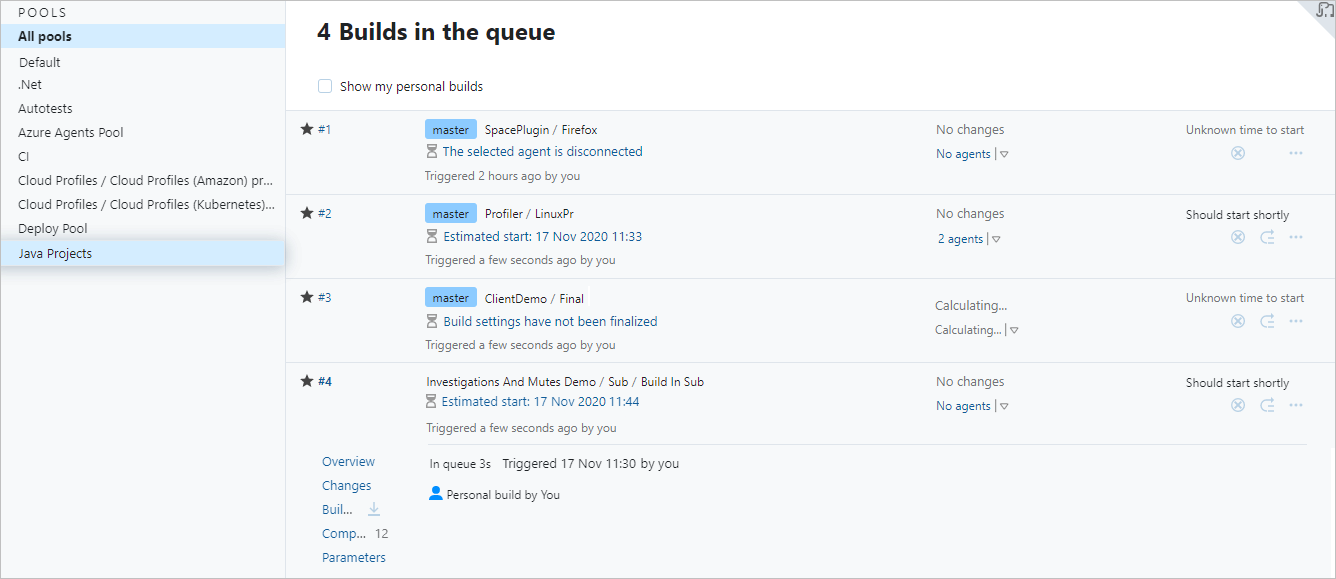 POOLS
All pools
Default
.Net
Autotests
Azure Agents Pool
CI
Cloud Profiles / Cloud Profiles (Amazon) pr...
Cloud Profiles / Cloud Profiles (Kubernetes)...
Deploy Pool
Java Projects
4 Builds in the queue
Show my personal builds
#1 master SpacePlugin / Firefox No changes Unknown time to start
The selected agent is disconnected No agents
Triggered 2 hours ago by you
#2 master Profiler / LinuxPr No changes Should start shortly
Estimated start: 17 Nov 2020 11:33 2 agents
Triggered a few seconds ago by you
#3 master ClientDemo / Final Calculating... Unknown time to start
Build settings have not been finalized Calculating...
Triggered a few seconds ago by you
#4 Investigations And Mutes Demo / Sub / Build In Sub No changes Should start shortly
Estimated start: 17 Nov 2020 11:44 No agents
Triggered a few seconds ago by you
Overview
Changes
Buil...
Comp... 12
Parameters
In queue 3s Triggered 17 Nov 11:30 by you
Personal build by You